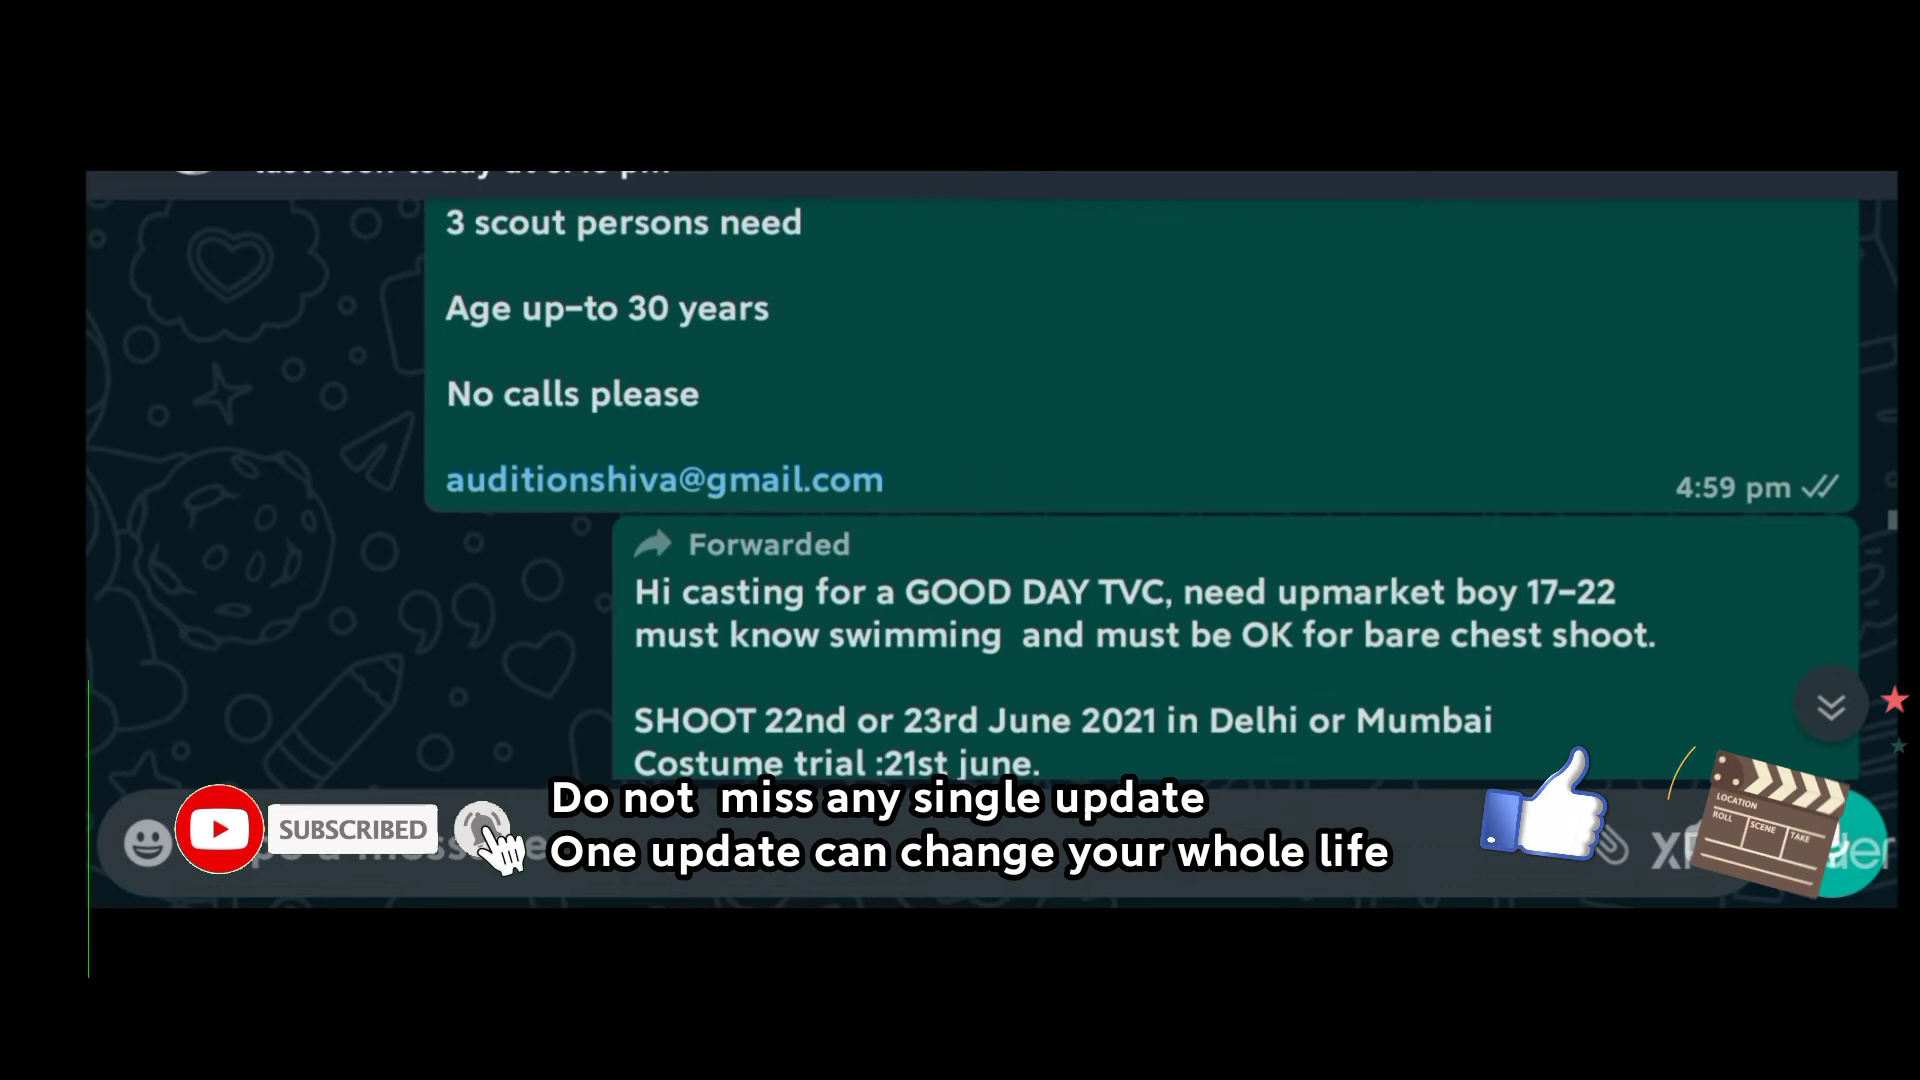 3 scout persons need
Age up-to 30 years
No calls please
auditionshiva@gmail.com
4:59 pm
Forwarded
Hi casting for a GOOD DAY TVC, need upmarket boy 17-22
must know swimming and must be OK for bare chest shoot.
SHOOT 22nd or 23rd June 2021 in Delhi or Mumbai
Costume trial :21st june.
Do not miss any single update
SUBSCRIBED
One update can change your whole life
LOCATION
ROLL SCENE TAKE